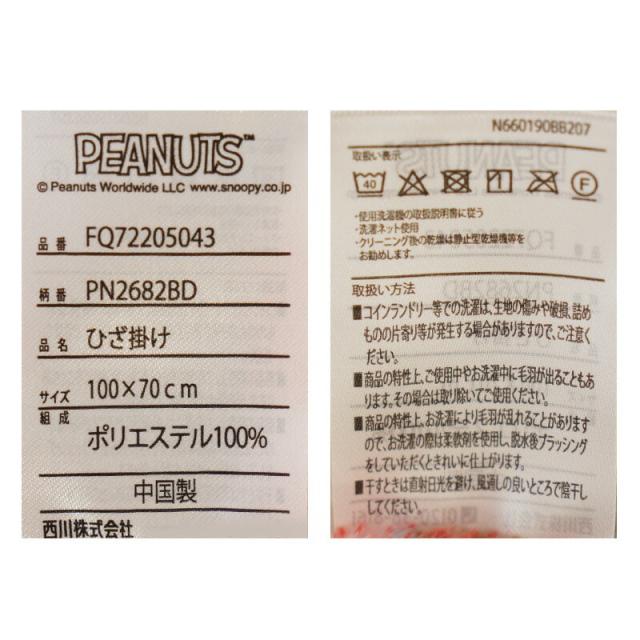 PEANUTS™
© Peanuts Worldwide LLC www.snoopy.co.jp
品番 FQ72205043
柄番 PN2682BD
品名 ひざ掛け
サイズ 100×70cm
組成
ポリエステル100%
中国製
西川株式会社
N660190BB207
取扱い表示
40 F
・使用洗濯機の取扱説明書に従う
・洗濯ネット使用
・クリーニング後の乾燥は静止型乾燥機等を
お勧めします。
取扱い方法
■コインランドリー等での洗濯は、生地の傷みや破損、詰め
ものの片寄り等が発生する場合がありますので、ご注意く
ださい。
■商品の特性上、ご使用中やお洗濯中に毛羽が出ることもあ
ります。その場合は取り除いてご使用ください。
■商品の特性上、お洗濯により毛羽が乱れることがあります
ので、お洗濯の際は柔軟剤を使用し、脱水後ブラッシング
をしていただくときれいに仕上がります。
■干すときは直射日光を避け、風通しの良いところで陰干し
してください。